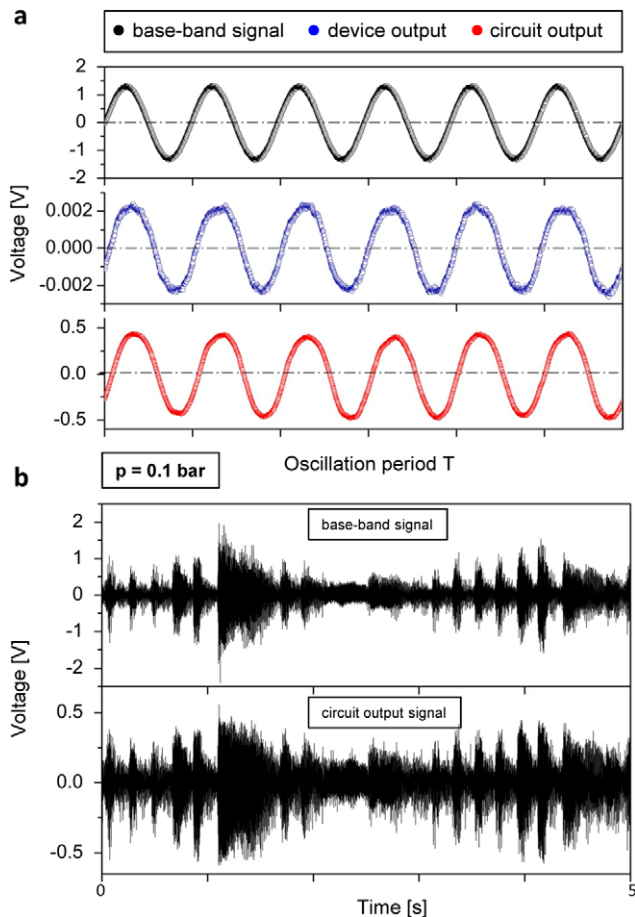 a
base-band signal device output circuit output
2
1
0
-1
-2
0.002
0.000
-0.002
0.5
0.0
-0.5
Voltage [V]
Oscillation period T
p = 0.1 bar
b
base-band signal
2
1
0
-1
-2
circuit output signal
0.5
0.0
-0.5
Voltage [V]
0 5
Time [s]